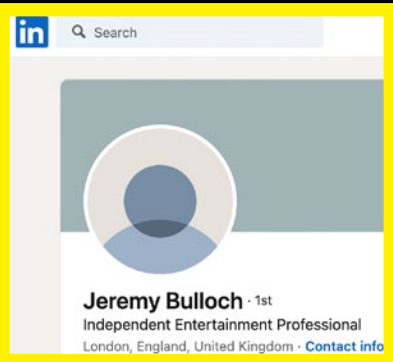 in Search
Jeremy Bulloch · 1st
Independent Entertainment Professional
London, England, United Kingdom · Contact info